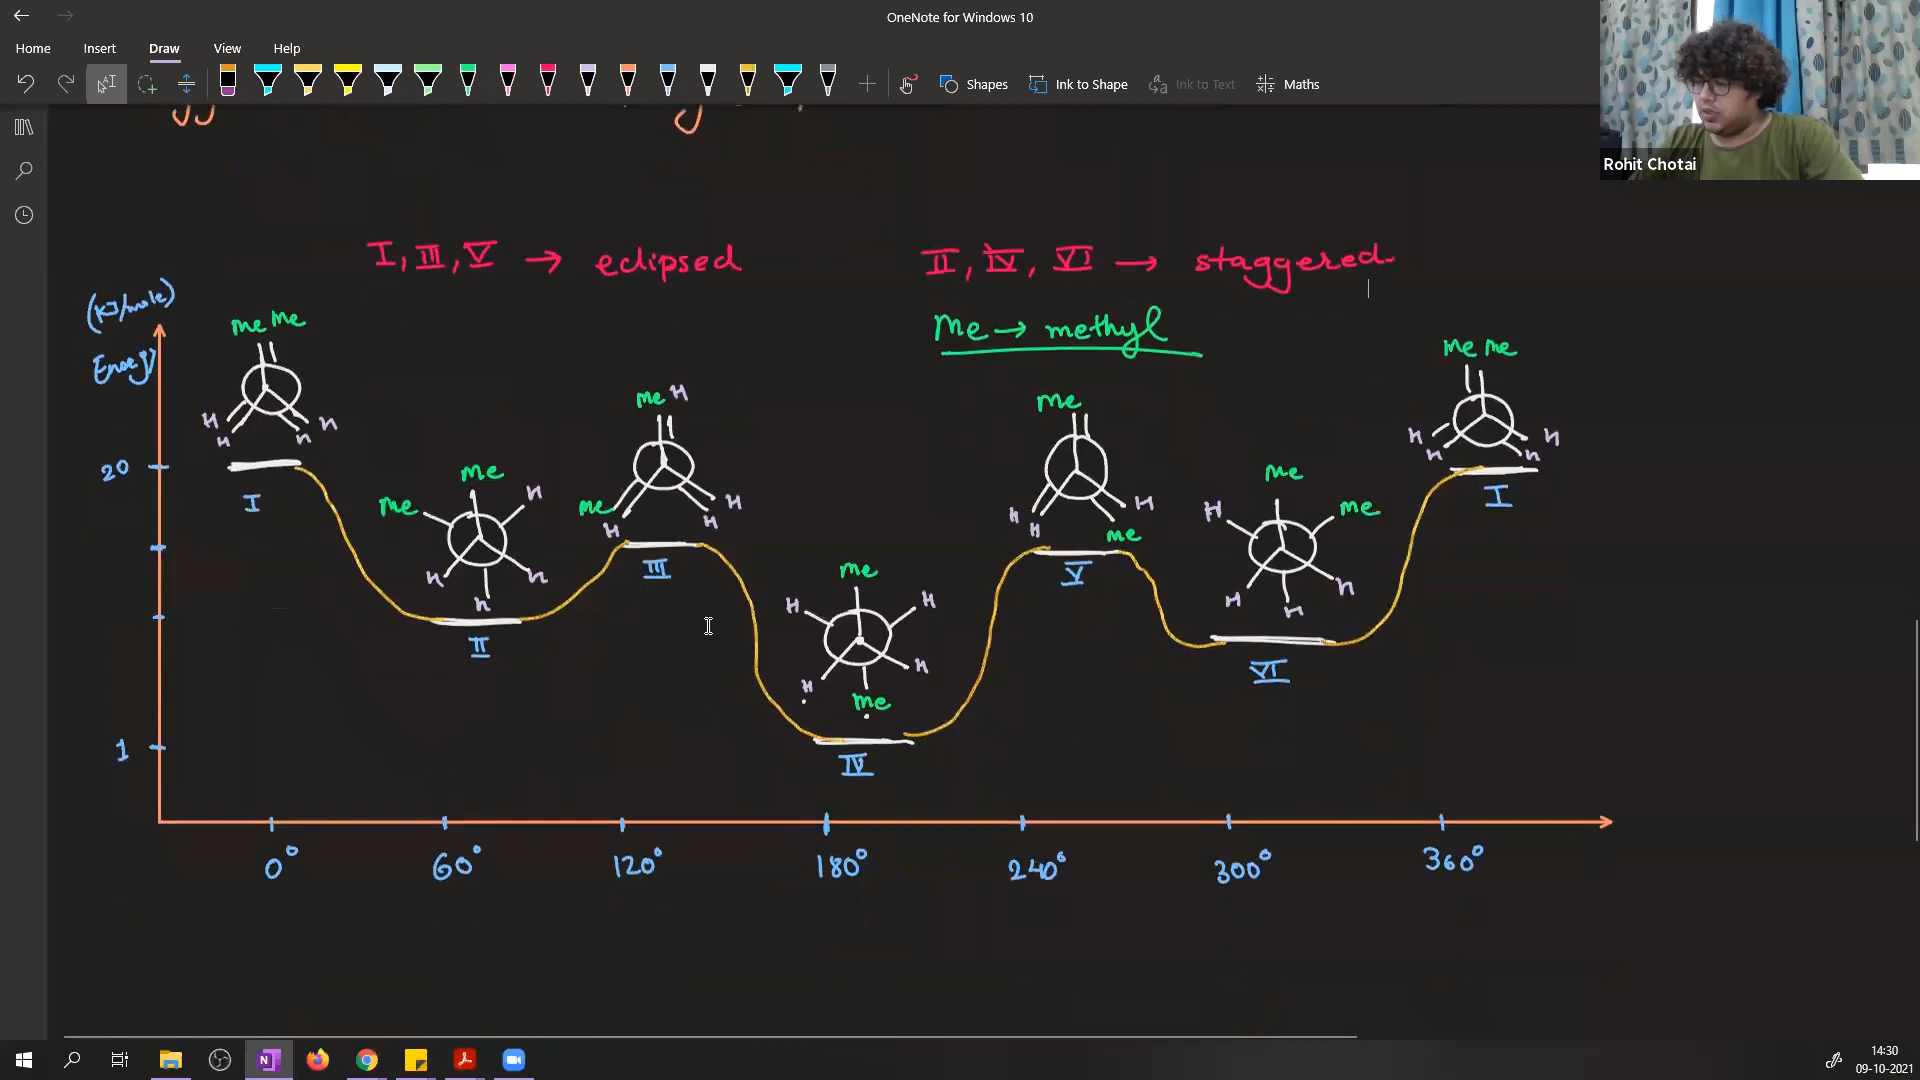 OneNote for Windows 10
Home Insert Draw View Help
Shapes Ink to Shape Ink to Text Maths
Rohit Chotai
I, III, V → eclipsed
II, IV, VI → staggered
Me → methyl
(KJ/mole)
Energy
20
1
me me
H H H H
I
me
me H
H H
H
II
me H
me H
H H
III
me
H H
H H
me
IV
me
H H
H me
V
me
H me
H H
H
VI
me me
H H
H H
I
0° 60° 120° 180° 240° 300° 360°
14:30
09-10-2021